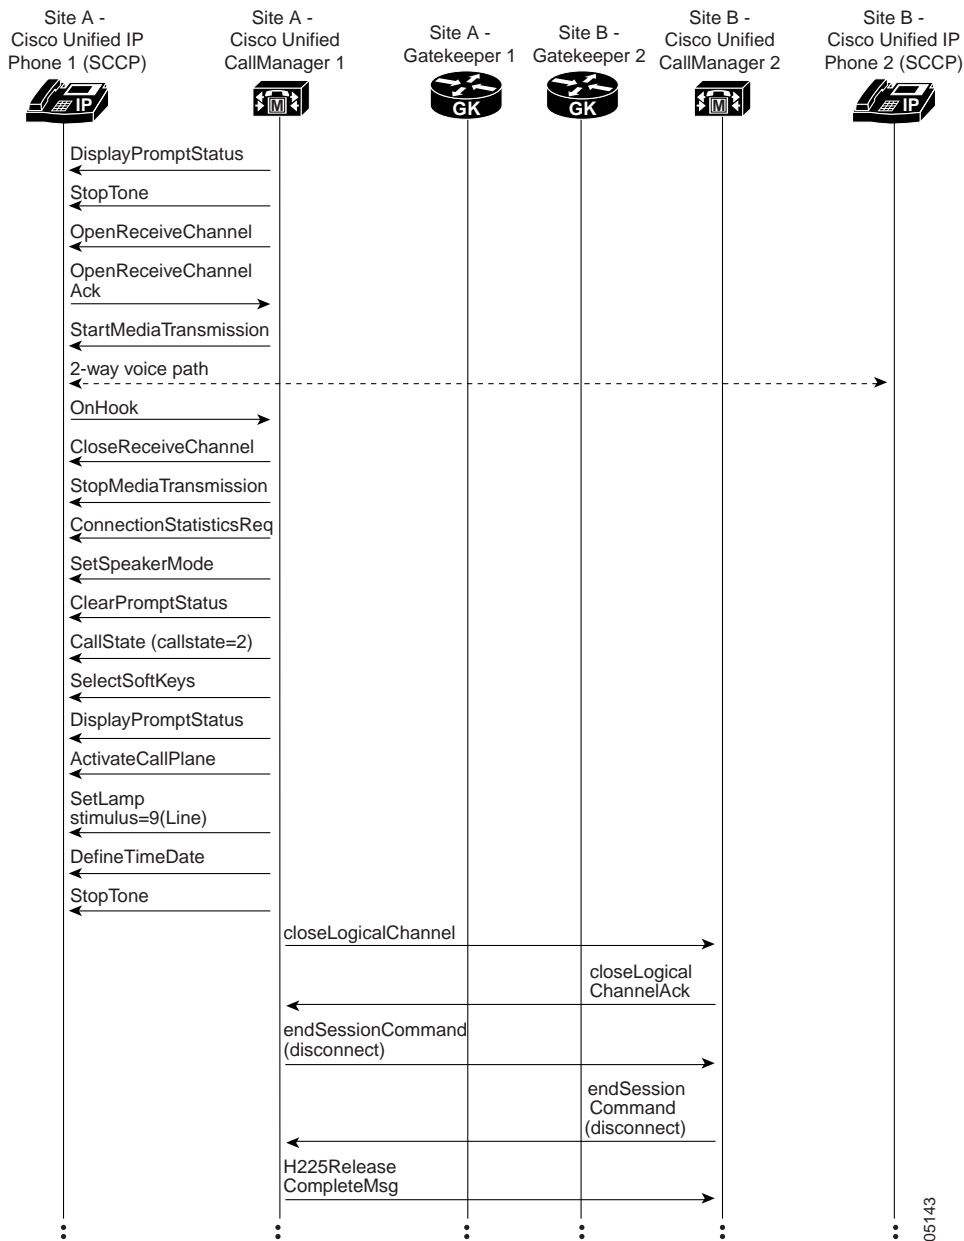 Site A -
Cisco Unified IP
Phone 1 (SCCP)
Site A -
Cisco Unified
CallManager 1
Site A -
Gatekeeper 1
Site B -
Gatekeeper 2
Site B -
Cisco Unified
CallManager 2
Site B -
Cisco Unified IP
Phone 2 (SCCP)
IP
M
GK
GK
M
IP
DisplayPromptStatus
StopTone
OpenReceiveChannel
OpenReceiveChannel
Ack
StartMediaTransmission
2-way voice path
OnHook
CloseReceiveChannel
StopMediaTransmission
ConnectionStatisticsReq
SetSpeakerMode
ClearPromptStatus
CallState (callstate=2)
SelectSoftKeys
DisplayPromptStatus
ActivateCallPlane
SetLamp
stimulus=9(Line)
DefineTimeDate
StopTone
closeLogicalChannel
closeLogical
ChannelAck
endSessionCommand
(disconnect)
endSession
Command
(disconnect)
H225Release
CompleteMsg
05143